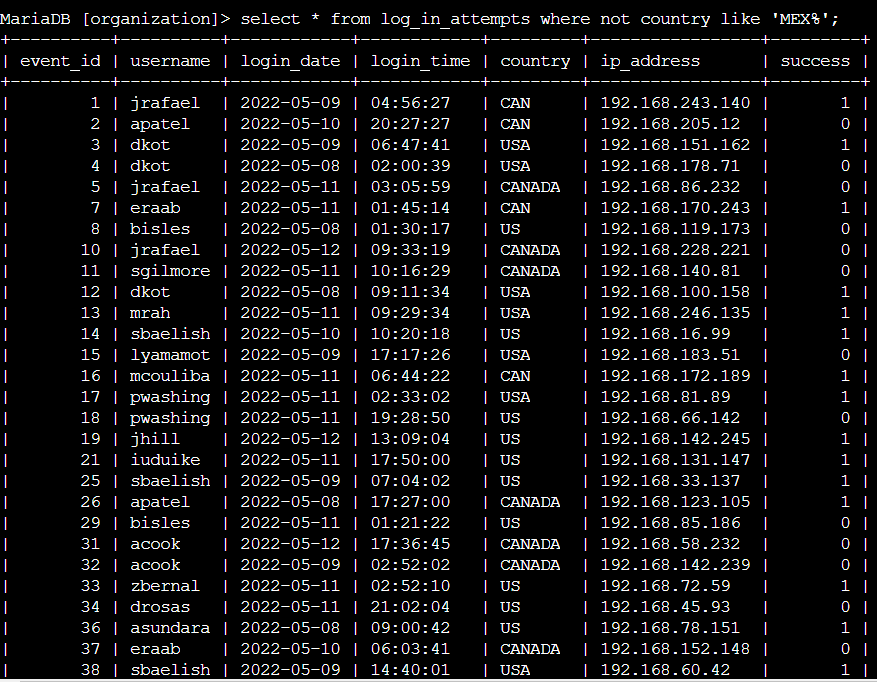 MariaDB [organization]> select * from log_in_attempts where not country like 'MEX%';
+----------+----------+------------+------------+---------+-----------------+---------+
| event_id | username | login_date | login_time | country | ip_address      | success |
+----------+----------+------------+------------+---------+-----------------+---------+
|        1 | jrafael  | 2022-05-09 | 04:56:27   | CAN     | 192.168.243.140 |       1 |
|        2 | apatel   | 2022-05-10 | 20:27:27   | CAN     | 192.168.205.12  |       0 |
|        3 | dkot     | 2022-05-09 | 06:47:41   | USA     | 192.168.151.162 |       1 |
|        4 | dkot     | 2022-05-08 | 02:00:39   | USA     | 192.168.178.71  |       0 |
|        5 | jrafael  | 2022-05-11 | 03:05:59   | CANADA  | 192.168.86.232  |       0 |
|        7 | eraab    | 2022-05-11 | 01:45:14   | CAN     | 192.168.170.243 |       1 |
|        8 | bisles   | 2022-05-08 | 01:30:17   | US      | 192.168.119.173 |       0 |
|       10 | jrafael  | 2022-05-12 | 09:33:19   | CANADA  | 192.168.228.221 |       0 |
|       11 | sgilmore | 2022-05-11 | 10:16:29   | CANADA  | 192.168.140.81  |       0 |
|       12 | dkot     | 2022-05-08 | 09:11:34   | USA     | 192.168.100.158 |       1 |
|       13 | mrah     | 2022-05-11 | 09:29:34   | USA     | 192.168.246.135 |       1 |
|       14 | sbaelish | 2022-05-10 | 10:20:18   | US      | 192.168.16.99   |       1 |
|       15 | lyamamot | 2022-05-09 | 17:17:26   | USA     | 192.168.183.51  |       0 |
|       16 | mcouliba | 2022-05-11 | 06:44:22   | CAN     | 192.168.172.189 |       1 |
|       17 | pwashing | 2022-05-11 | 02:33:02   | USA     | 192.168.81.89   |       1 |
|       18 | pwashing | 2022-05-11 | 19:28:50   | US      | 192.168.66.142  |       0 |
|       19 | jhill    | 2022-05-12 | 13:09:04   | US      | 192.168.142.245 |       1 |
|       21 | iuduike  | 2022-05-11 | 17:50:00   | US      | 192.168.131.147 |       1 |
|       25 | sbaelish | 2022-05-09 | 07:04:02   | US      | 192.168.33.137  |       1 |
|       26 | apatel   | 2022-05-08 | 17:27:00   | CANADA  | 192.168.123.105 |       1 |
|       29 | bisles   | 2022-05-11 | 01:21:22   | US      | 192.168.85.186  |       0 |
|       31 | acook    | 2022-05-12 | 17:36:45   | CANADA  | 192.168.58.232  |       0 |
|       32 | acook    | 2022-05-09 | 02:52:02   | CANADA  | 192.168.142.239 |       0 |
|       33 | zbernal  | 2022-05-11 | 02:52:10   | US      | 192.168.72.59   |       1 |
|       34 | drosas   | 2022-05-11 | 21:02:04   | US      | 192.168.45.93   |       0 |
|       36 | asundara | 2022-05-08 | 09:00:42   | US      | 192.168.78.151  |       1 |
|       37 | eraab    | 2022-05-10 | 06:03:41   | CANADA  | 192.168.152.148 |       0 |
|       38 | sbaelish | 2022-05-09 | 14:40:01   | USA     | 192.168.60.42   |       1 |